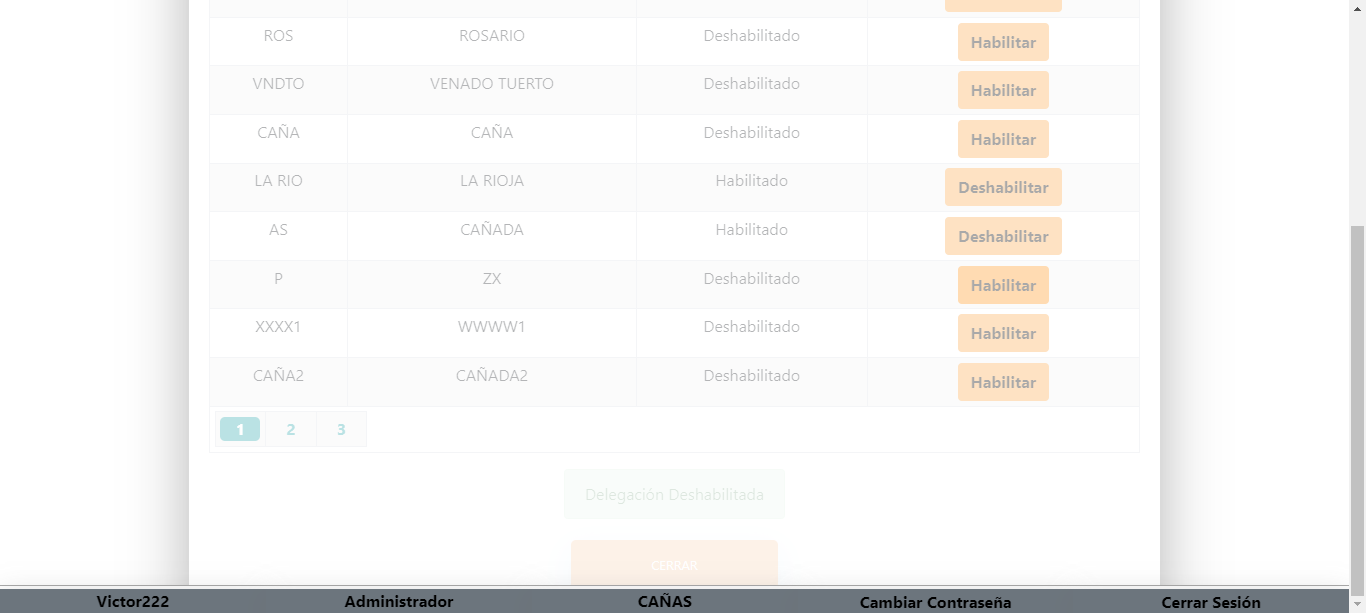 ROS ROSARIO Deshabilitado Habilitar
VNDTO VENADO TUERTO Deshabilitado Habilitar
CAÑA CAÑA Deshabilitado Habilitar
LA RIO LA RIOJA Habilitado Deshabilitar
AS CAÑADA Habilitado Deshabilitar
P ZX Deshabilitado Habilitar
XXXX1 WWWW1 Deshabilitado Habilitar
CAÑA2 CAÑADA2 Deshabilitado Habilitar
1 2 3
Delegación Deshabilitada
CERRAR
Victor222 Administrador CAÑAS Cambiar Contraseña Cerrar Sesión